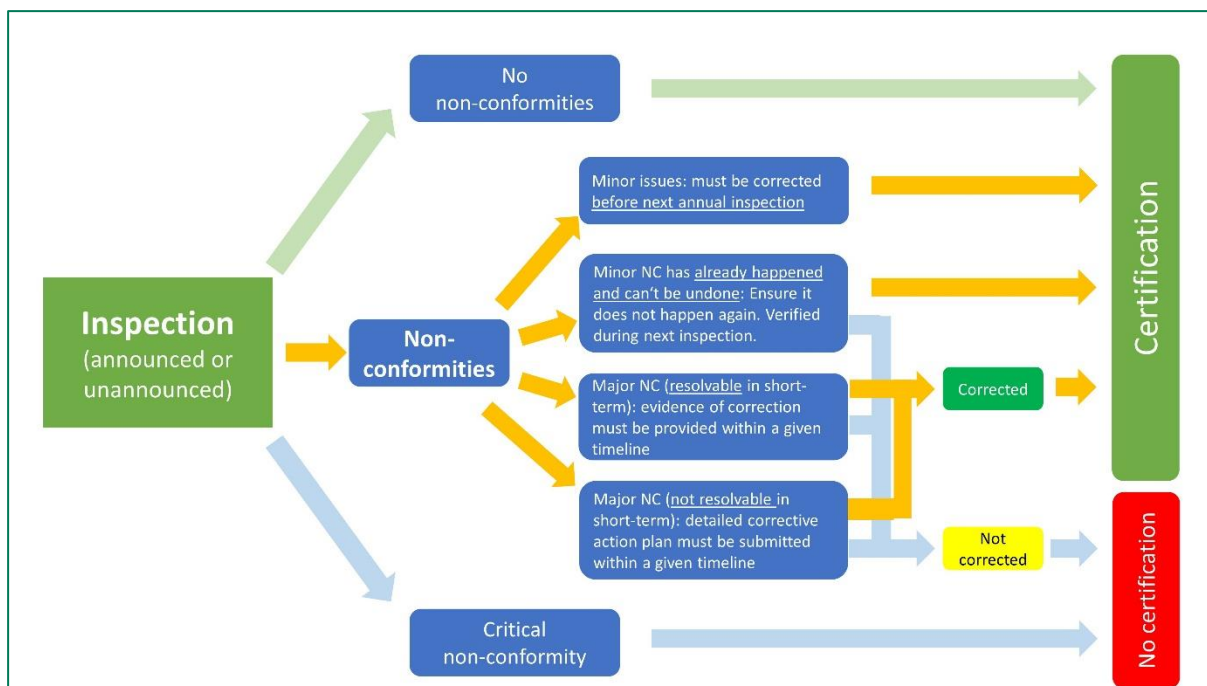 No
non-conformities
Minor issues: must be corrected
before next annual inspection
Minor NC has already happened
and can't be undone: Ensure it
does not happen again. Verified
during next inspection.
Inspection
(announced or
unannounced)
Non-
conformities
Major NC (resolvable in short-
term): evidence of correction
must be provided within a given
timeline
Corrected
Major NC (not resolvable in
short-term): detailed corrective
action plan must be submitted
within a given timeline
Not
corrected
Critical
non-conformity
Certification
No certification